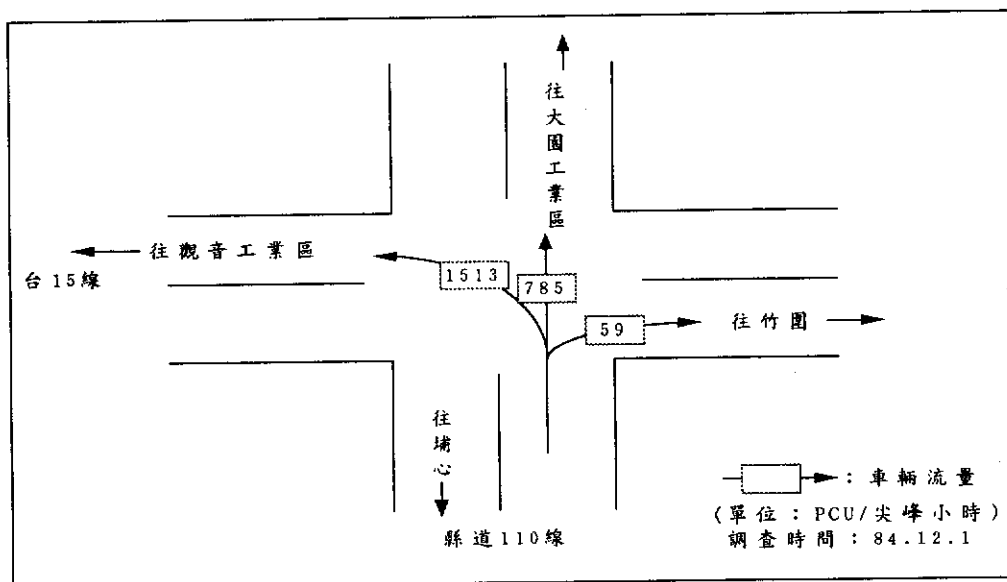 往大園工業區
往觀音工業區
台15線
1513
785
59
往竹圍
往埔心
縣道110線
：車輛流量
(單位：PCU/尖峰小時)
調查時間：84.12.1